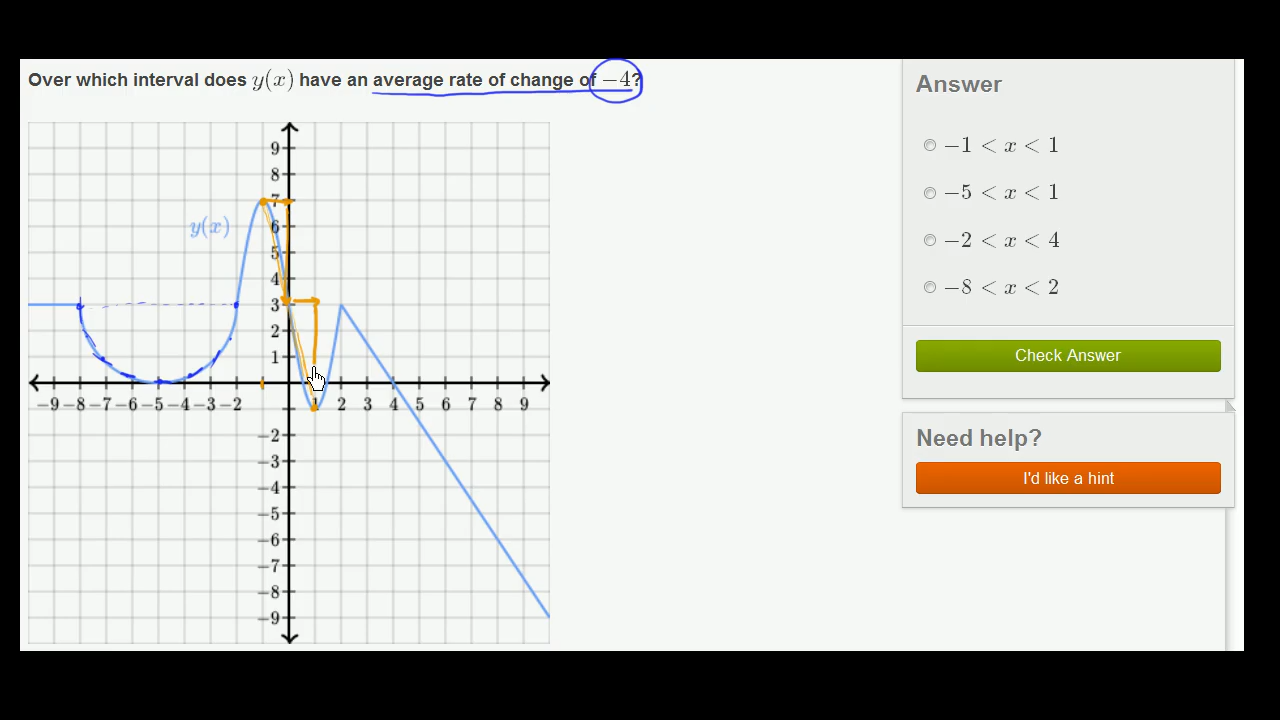 Over which interval does y(x) have an average rate of change of −4?
Answer
−1 < x < 1
−5 < x < 1
−2 < x < 4
−8 < x < 2
Check Answer
Need help?
I'd like a hint
y(x)
9
8
7
6
5
4
3
2
1
−9 −8 −7 −6 −5 −4 −3 −2 1 2 3 4 5 6 7 8 9
−2
−3
−4
−5
−6
−7
−8
−9